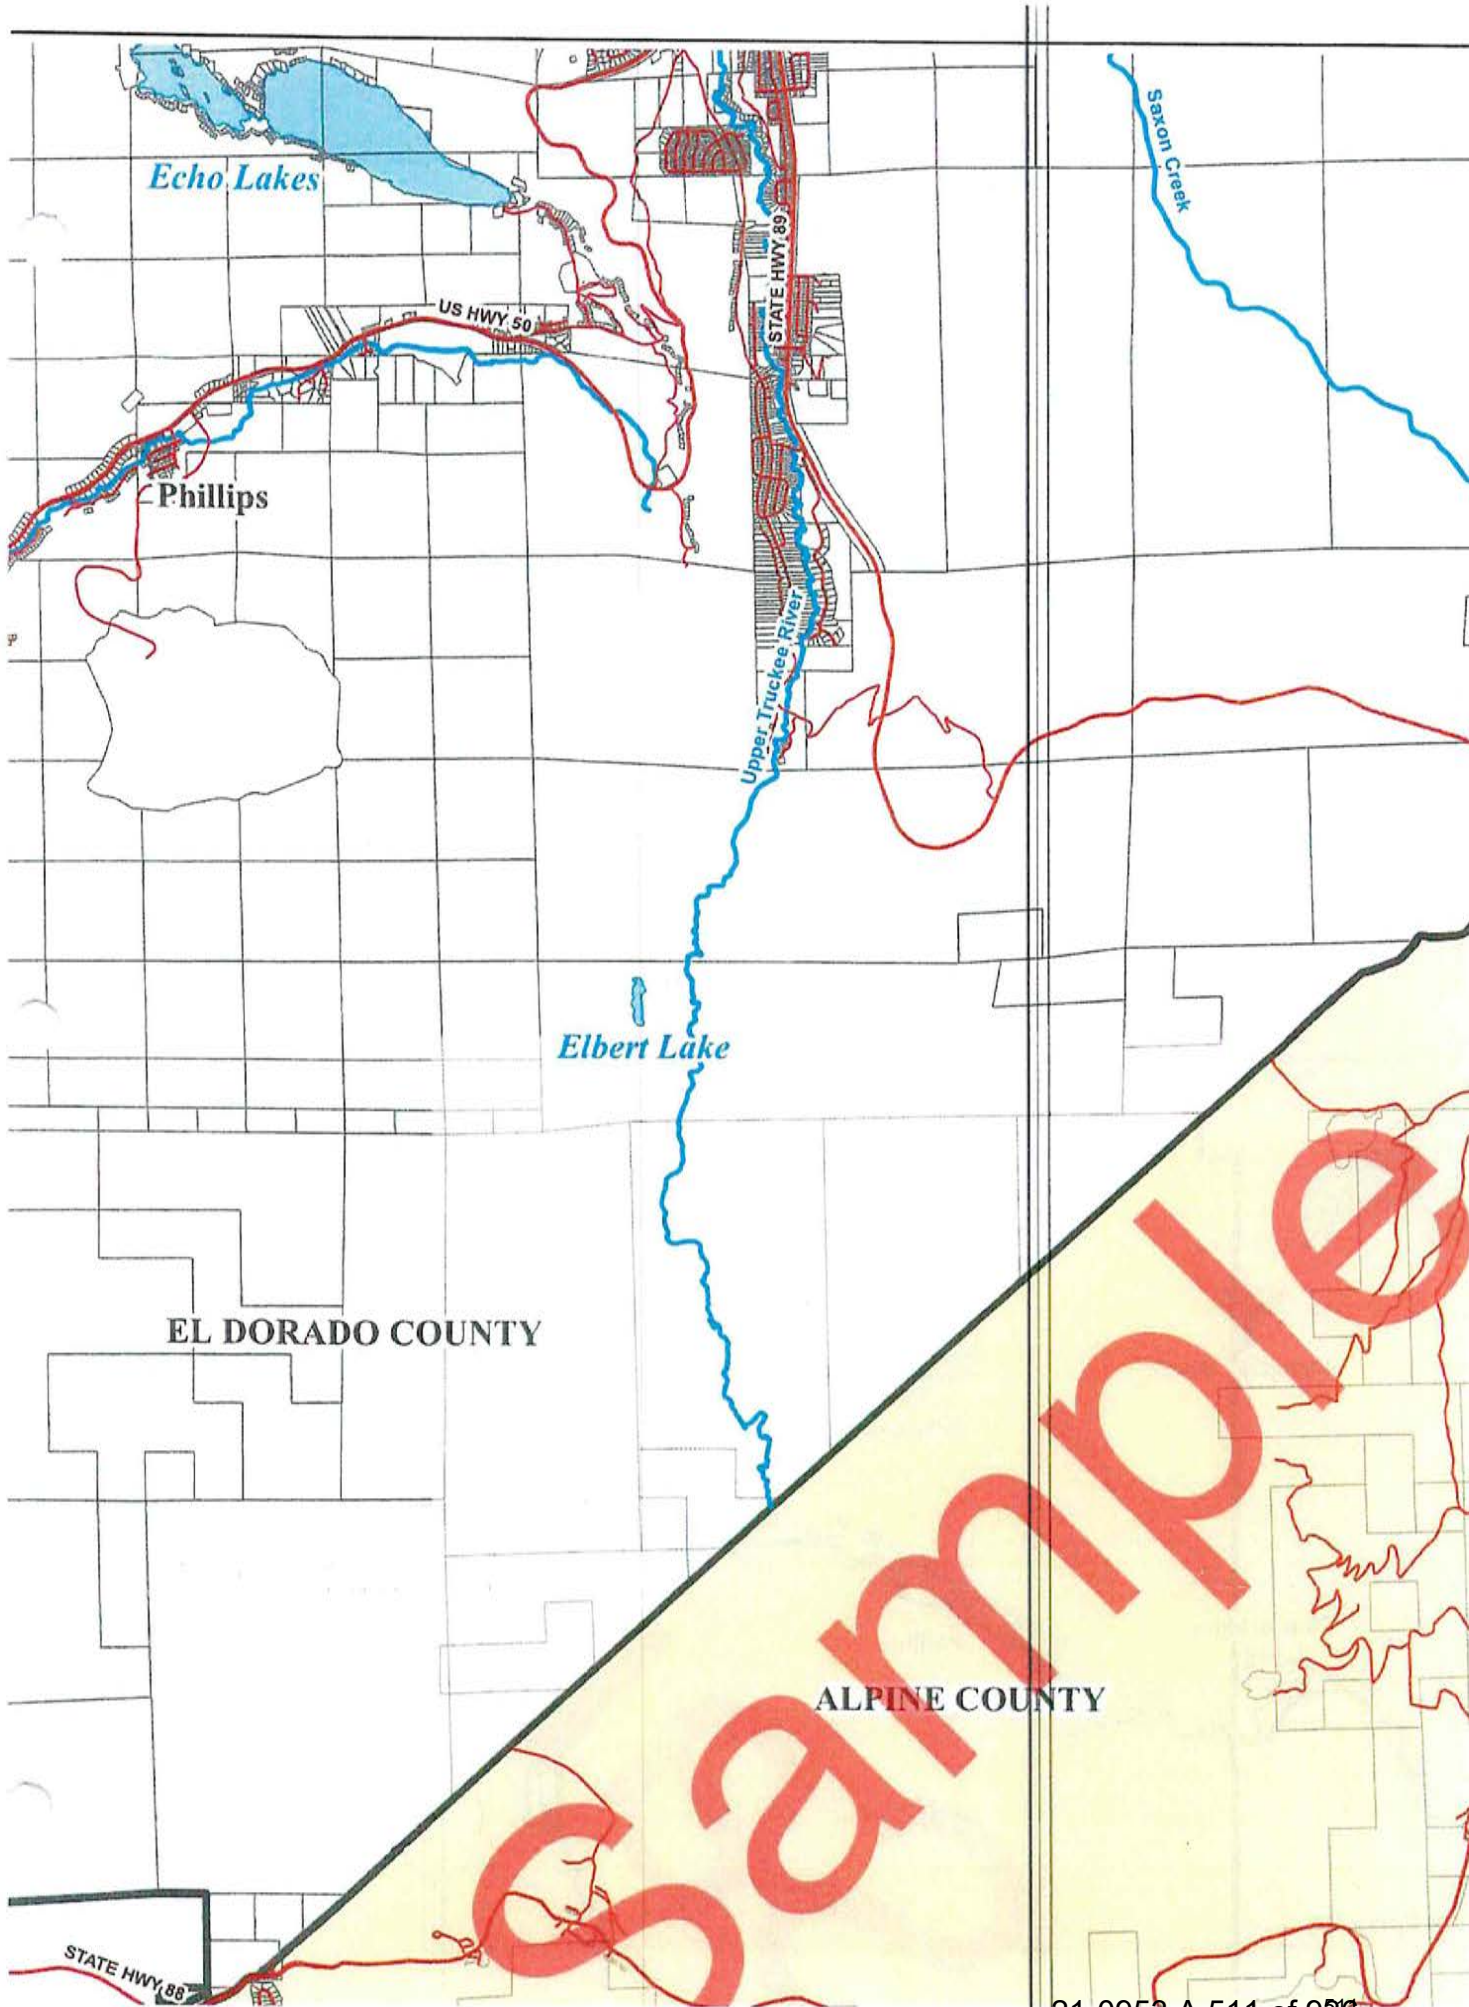 Saxon Creek
Echo Lakes
STATE HWY 89
US HWY 50
Phillips
Upper Truckee River
Elbert Lake
EL DORADO COUNTY
Sample
ALPINE COUNTY
STATE HWY 88